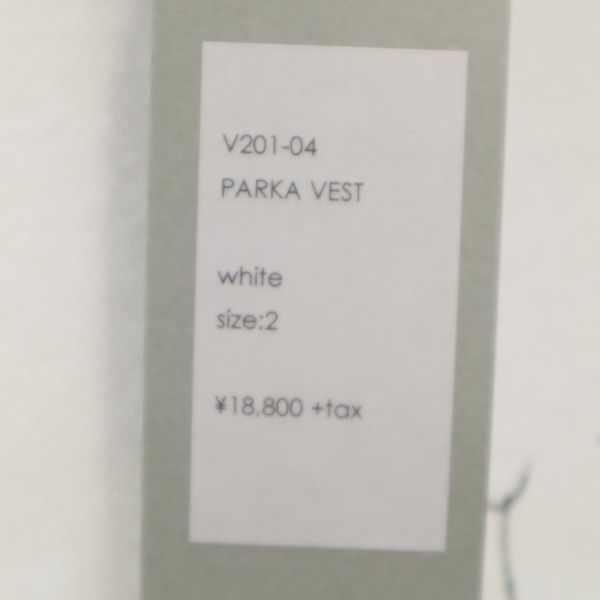 V201-04
PARKA VEST
white
size:2
¥18,800 +tax